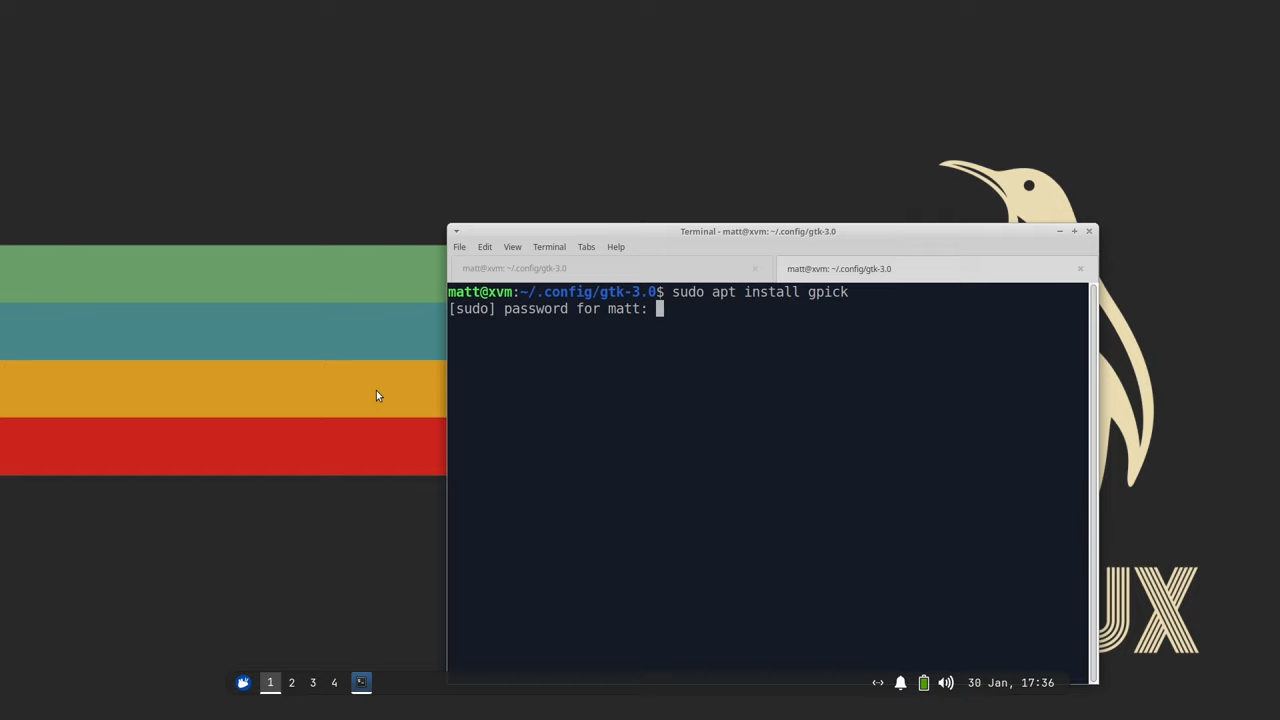 Terminal - matt@xvm: ~/.config/gtk-3.0
File Edit View Terminal Tabs Help
matt@xvm: ~/.config/gtk-3.0
matt@xvm: ~/.config/gtk-3.0
matt@xvm:~/.config/gtk-3.0$ sudo apt install gpick
[sudo] password for matt:
UX
1 2 3 4
30 Jan, 17:36